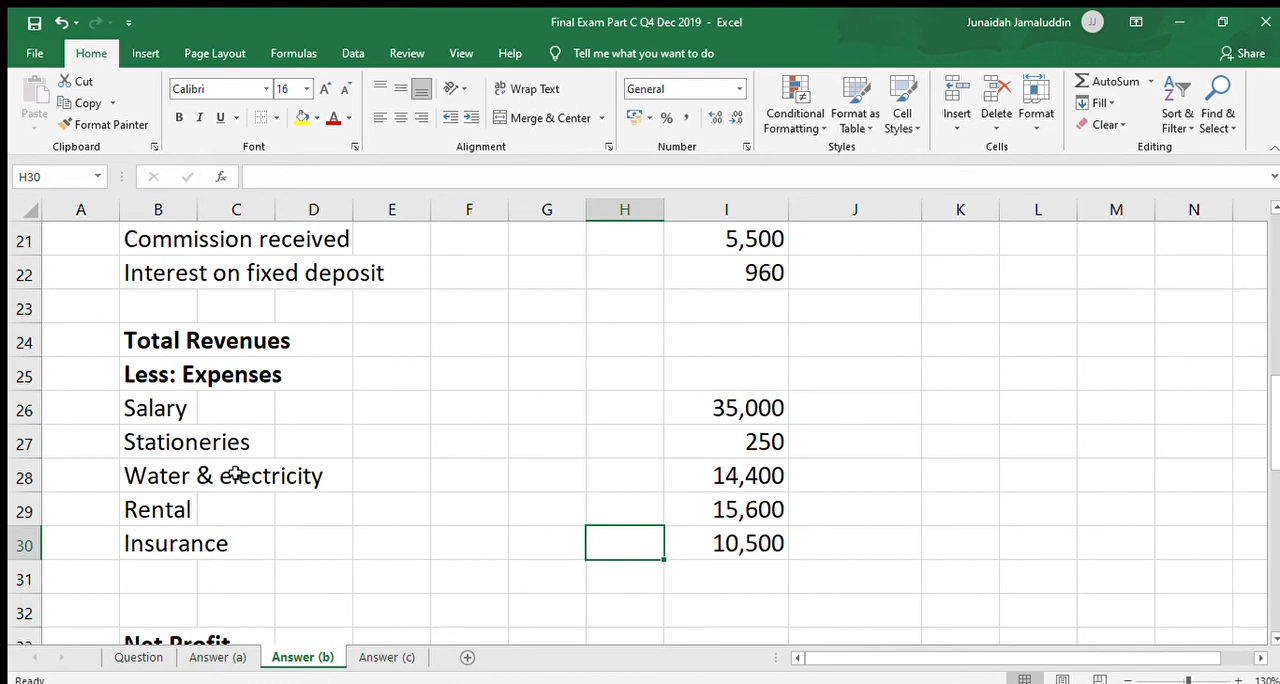 Final Exam Part C Q4 Dec 2019 - Excel
Junaidah Jamaluddin JJ
File Home Insert Page Layout Formulas Data Review View Help Tell me what you want to do Share
Paste
Cut
Copy
Format Painter
Clipboard
Calibri 16 A A
B I U A
Font
ab Wrap Text
Merge & Center
Alignment
General
% ,
Number
Conditional Formatting
Format as Table
Cell Styles
Styles
Insert Delete Format
Cells
AutoSum
Fill
Clear
Sort & Filter
Find & Select
Editing
H30 fx
A B C D E F G H I J K L M N
21 Commission received 5,500
22 Interest on fixed deposit 960
23
24 Total Revenues
25 Less: Expenses
26 Salary 35,000
27 Stationeries 250
28 Water & electricity 14,400
29 Rental 15,600
30 Insurance 10,500
31
32
Net Profit
Question Answer (a) Answer (b) Answer (c)
Ready 130%